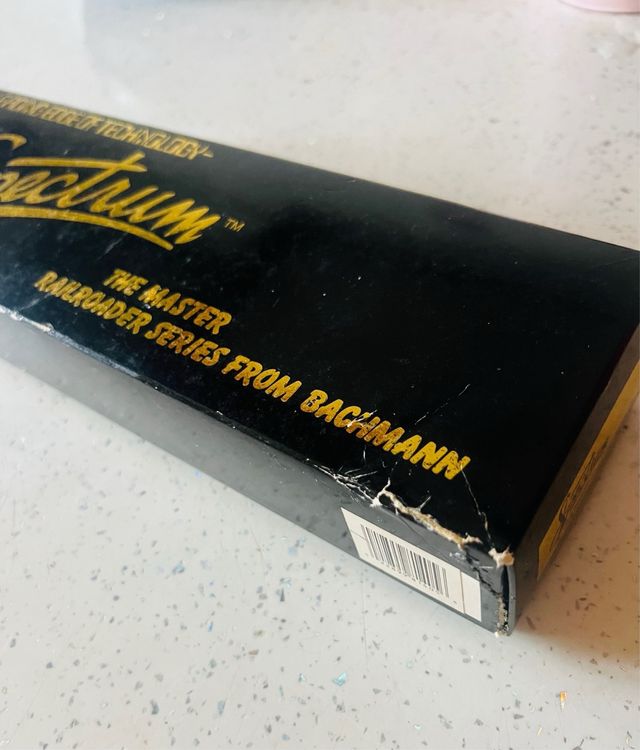 EDGE OF TECHNOLOGY
Spectrum™
THE MASTER
RAILROADER SERIES FROM BACHMANN